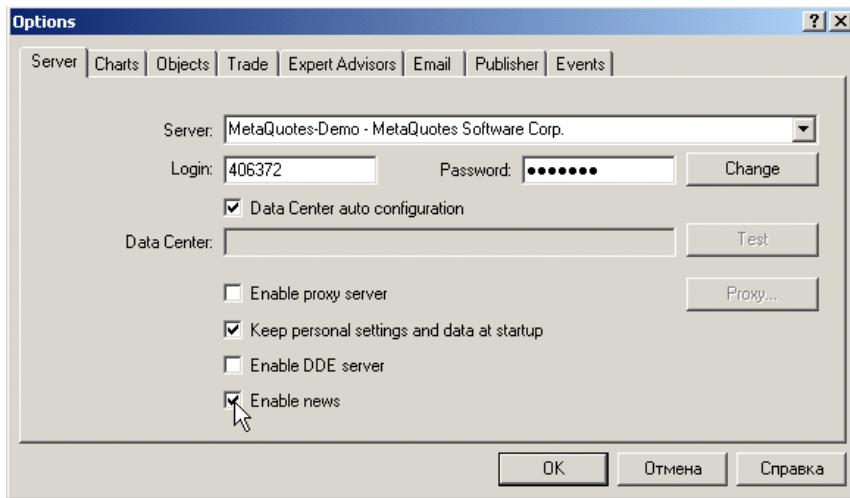 Options
Server Charts Objects Trade Expert Advisors Email Publisher Events
Server: MetaQuotes-Demo - MetaQuotes Software Corp.
Login: 406372 Password: ●●●●●●● Change
Data Center auto configuration
Data Center: Test
Enable proxy server Proxy...
Keep personal settings and data at startup
Enable DDE server
Enable news
OK Отмена Справка